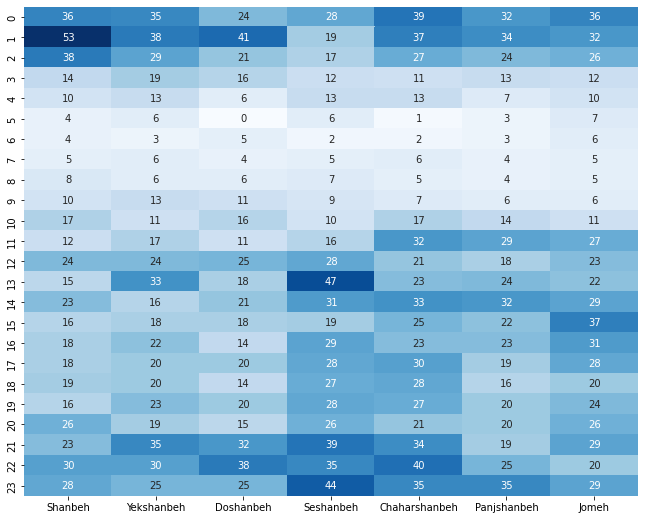 0 36 35 24 28 39 32 36
1 53 38 41 19 37 34 32
2 38 29 21 17 27 24 26
3 14 19 16 12 11 13 12
4 10 13 6 13 13 7 10
5 4 6 0 6 1 3 7
6 4 3 5 2 2 3 6
7 5 6 4 5 6 4 5
8 8 6 6 7 5 4 5
9 10 13 11 9 7 6 6
10 17 11 16 10 17 14 11
11 12 17 11 16 32 29 27
12 24 24 25 28 21 18 23
13 15 33 18 47 23 24 22
14 23 16 21 31 33 32 29
15 16 18 18 19 25 22 37
16 18 22 14 29 23 23 31
17 18 20 20 28 30 19 28
18 19 20 14 27 28 16 20
19 16 23 20 28 27 20 24
20 26 19 15 26 21 20 26
21 23 35 32 39 34 19 29
22 30 30 38 35 40 25 20
23 28 25 25 44 35 35 29
Shanbeh Yekshanbeh Doshanbeh Seshanbeh Chaharshanbeh Panjshanbeh Jomeh